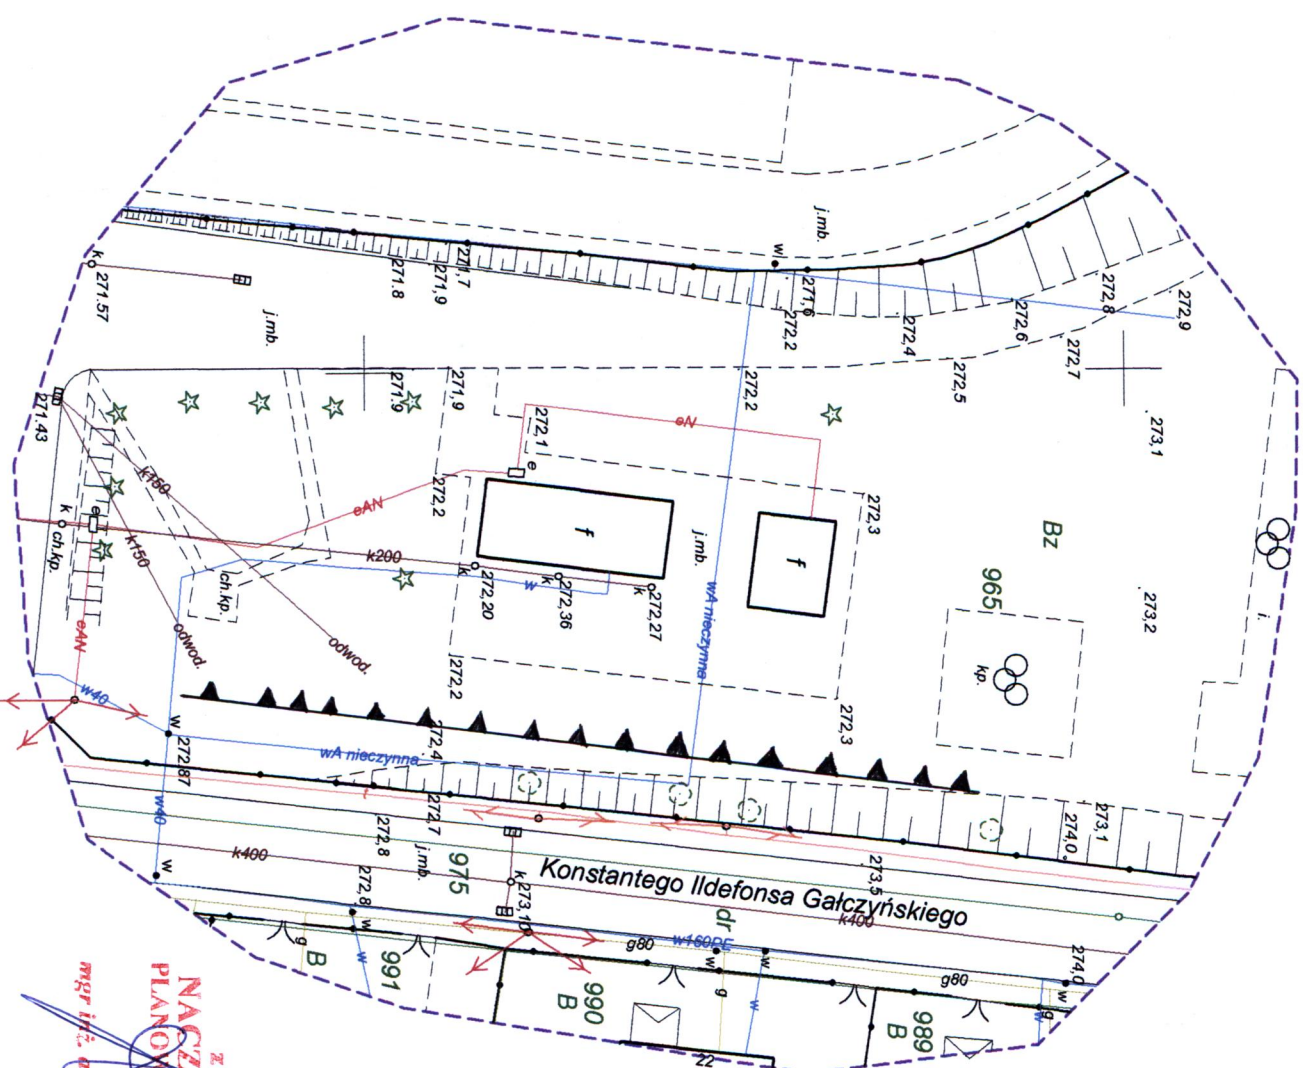 j.mb.
w
271,6
272,2
272,4
272,6
272,8
272,9
271,7
271,9
271.8
k
271.57
j.mb.
272,7
272,5
272,2
271,9
271.9
273,1
271.43
272,1
eN
e
272,2
eAN
k150
k150
k200
f
j.mb.
f
272,3
Bz
965
273,2
i.
k
e
ch.kp.
ch.kp.
k
272,20
k
272,36
k
272,27
w
wA nieczynna
kp.
odwod.
odwod.
eAN
w40
272,2
272,3
w
272,87
272,4
wA nieczynna
w40
w
272,7
272,8
j.mb.
975
273,1
274,0
273,5
Konstantego Ildefonsa Gałczyńskiego
k400
k400
k
dr
272,8
w
w160PE
w
w
g80
g80
274,0
w
g
B
991
w
990
B
g
w
989
B
g
w
22
z
NACZ
PLANOW
mgr inż.